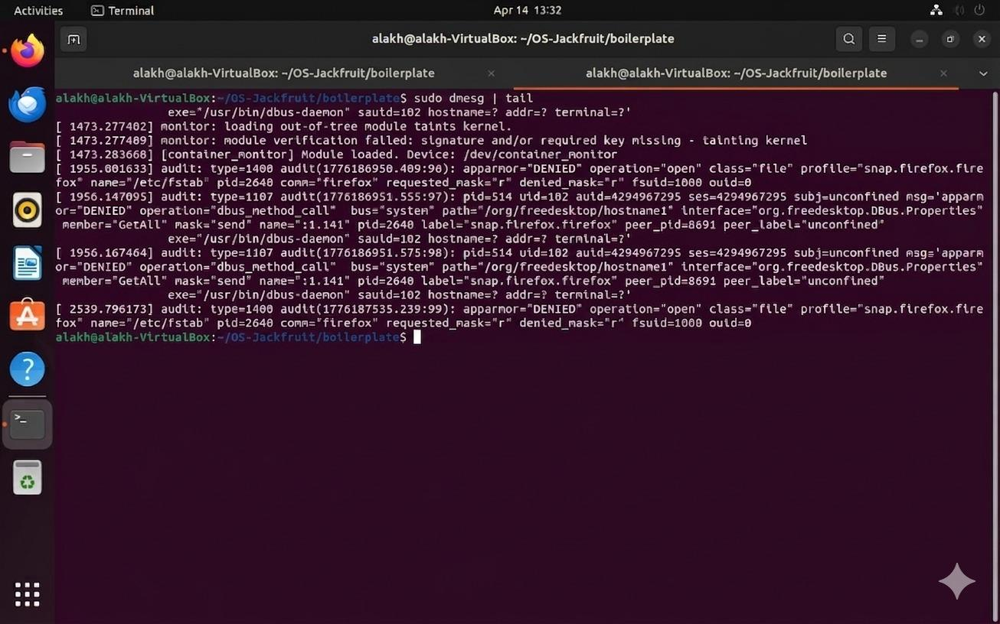 Activities
Terminal
Apr 14 13:32
alakh@alakh-VirtualBox: ~/OS-Jackfruit/boilerplate
alakh@alakh-VirtualBox: ~/OS-Jackfruit/boilerplate
alakh@alakh-VirtualBox: ~/OS-Jackfruit/boilerplate
alakh@alakh-VirtualBox:~/OS-Jackfruit/boilerplate$ sudo dmesg | tail
exe="/usr/bin/dbus-daemon" sauid=102 hostname=? addr=? terminal=?'
[ 1473.277402] monitor: loading out-of-tree module taints kernel.
[ 1473.277409] monitor: module verification failed: signature and/or required key missing - tainting kernel
[ 1473.283660] [container_monitor] Module loaded. Device: /dev/container_monitor
[ 1955.001633] audit: type=1400 audit(1776186950.409:96): apparmor="DENIED" operation="open" class="file" profile="snap.firefox.fire
fox" name="/etc/fstab" pid=2640 comm="firefox" requested_mask="r" denied_mask="r" fsuid=1000 ouid=0
[ 1956.147095] audit: type=1107 audit(1776186951.555:97): pid=514 uid=102 auid=4294967295 ses=4294967295 subj=unconfined msg='apparm
or="DENIED" operation="dbus_method_call"  bus="system" path="/org/freedesktop/hostname1" interface="org.freedesktop.DBus.Properties"
member="GetAll" mask="send" name=":1.141" pid=2640 label="snap.firefox.firefox" peer_pid=8691 peer_label="unconfined"
exe="/usr/bin/dbus-daemon" sauid=102 hostname=? addr=? terminal=?'
[ 1956.167464] audit: type=1107 audit(1776186951.575:98): pid=514 uid=102 auid=4294967295 ses=4294967295 subj=unconfined msg='apparm
or="DENIED" operation="dbus_method_call"  bus="system" path="/org/freedesktop/hostname1" interface="org.freedesktop.DBus.Properties"
member="GetAll" mask="send" name=":1.141" pid=2640 label="snap.firefox.firefox" peer_pid=8691 peer_label="unconfined"
exe="/usr/bin/dbus-daemon" sauid=102 hostname=? addr=? terminal=?'
[ 2539.796173] audit: type=1400 audit(1776187535.239:99): apparmor="DENIED" operation="open" class="file" profile="snap.firefox.fire
fox" name="/etc/fstab" pid=2640 comm="firefox" requested_mask="r" denied_mask="r" fsuid=1000 ouid=0
alakh@alakh-VirtualBox:~/OS-Jackfruit/boilerplate$